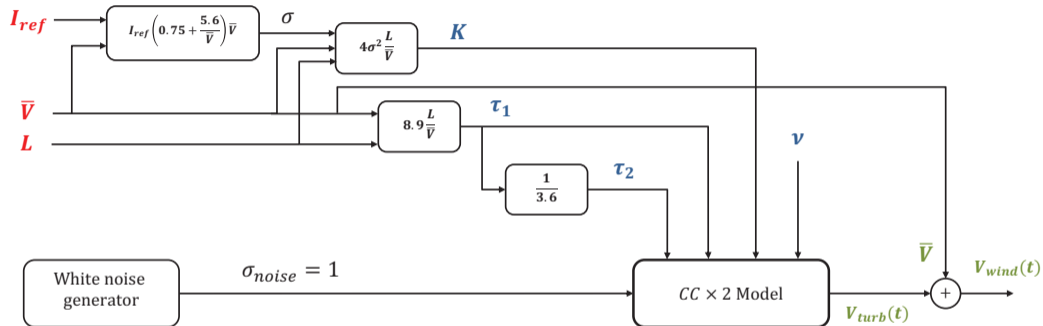 I_ref
I_ref(0.75 + 5.6/V̅)V̅
σ
4σ² L/V̅
K
V̅
L
8.9 L/V̅
τ₁
ν
1/3.6
τ₂
White noise
generator
σ_noise = 1
CC × 2 Model
V̅
+
V_wind(t)
V_turb(t)